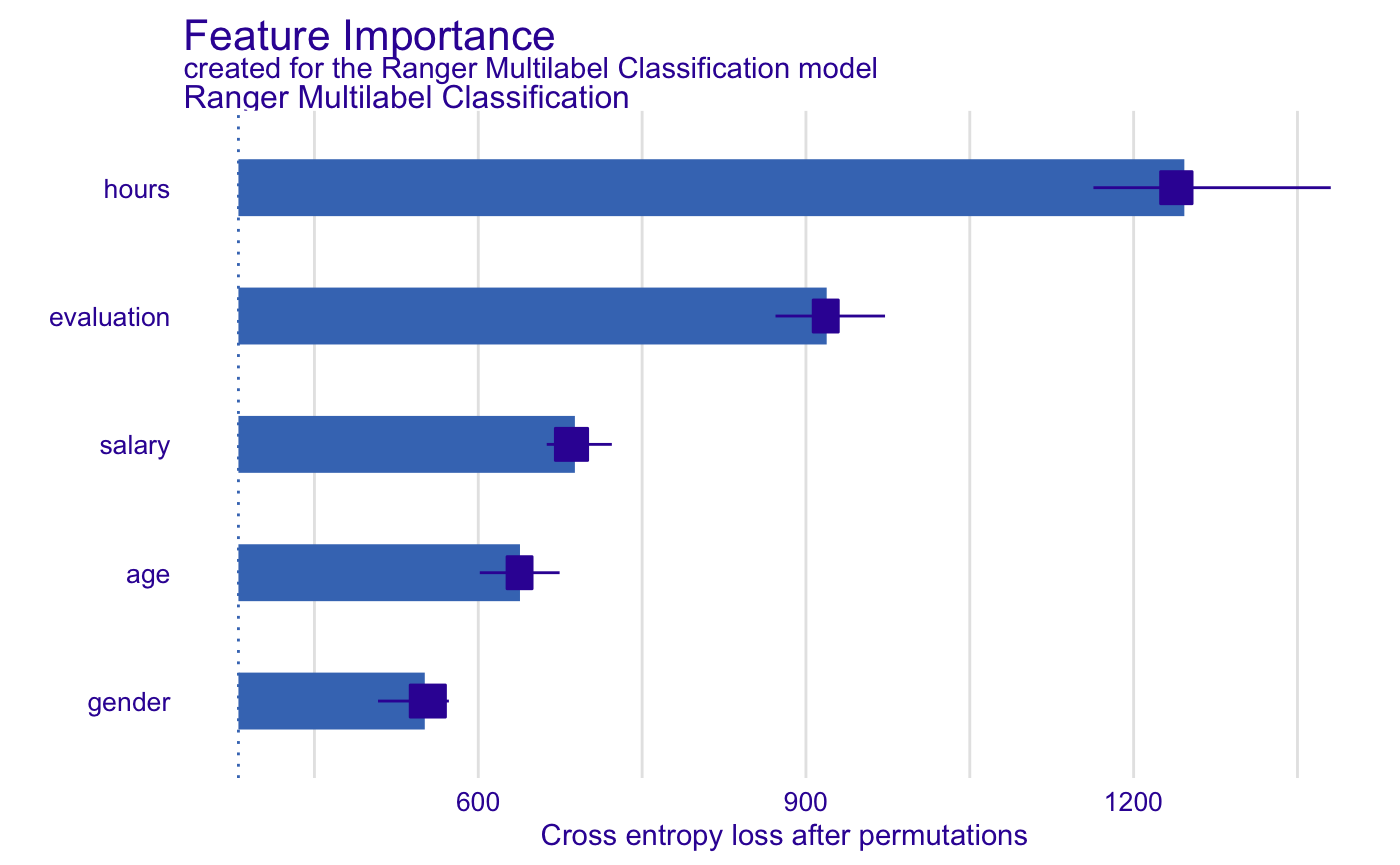 Feature Importance
created for the Ranger Multilabel Classification model
Ranger Multilabel Classification
hours
evaluation
salary
age
gender
600 900 1200
Cross entropy loss after permutations